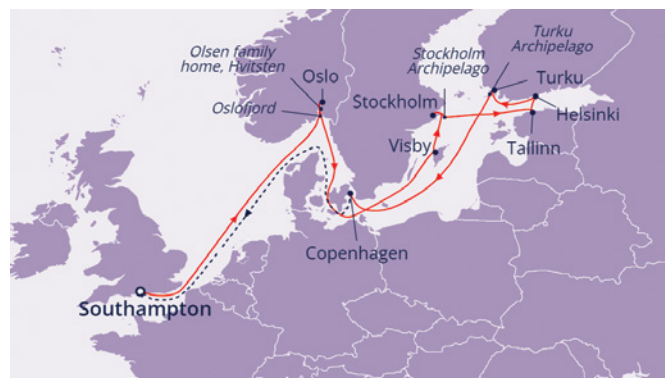 Olsen family
home, Hvitsten
Oslo
Oslofjord
Stockholm
Archipelago
Turku
Archipelago
Turku
Stockholm
Helsinki
Visby
Tallinn
Copenhagen
Southampton